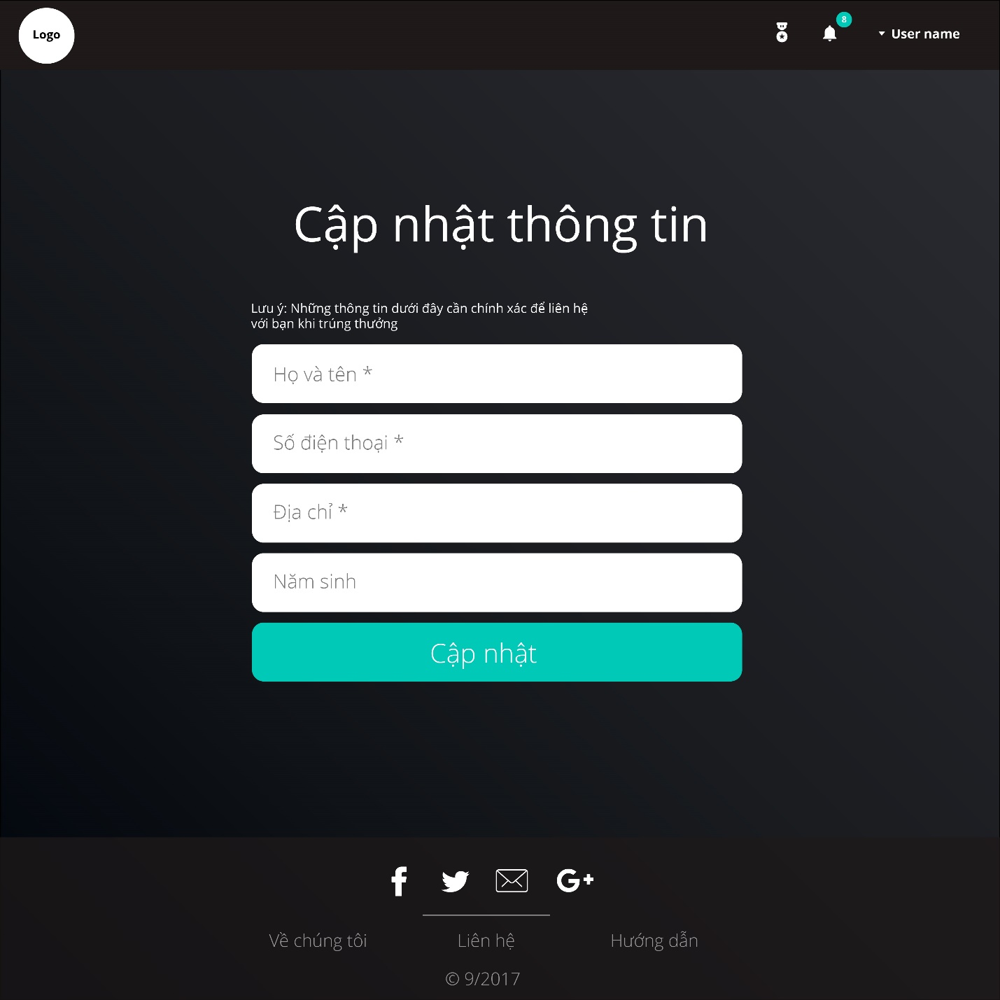 Logo
8
User name
Cập nhật thông tin
Lưu ý: Những thông tin dưới đây cần chính xác để liên hệ
với bạn khi trúng thưởng
Họ và tên *
Số điện thoại *
Địa chỉ *
Năm sinh
Cập nhật
f
G+
Về chúng tôi
Liên hệ
Hướng dẫn
© 9/2017